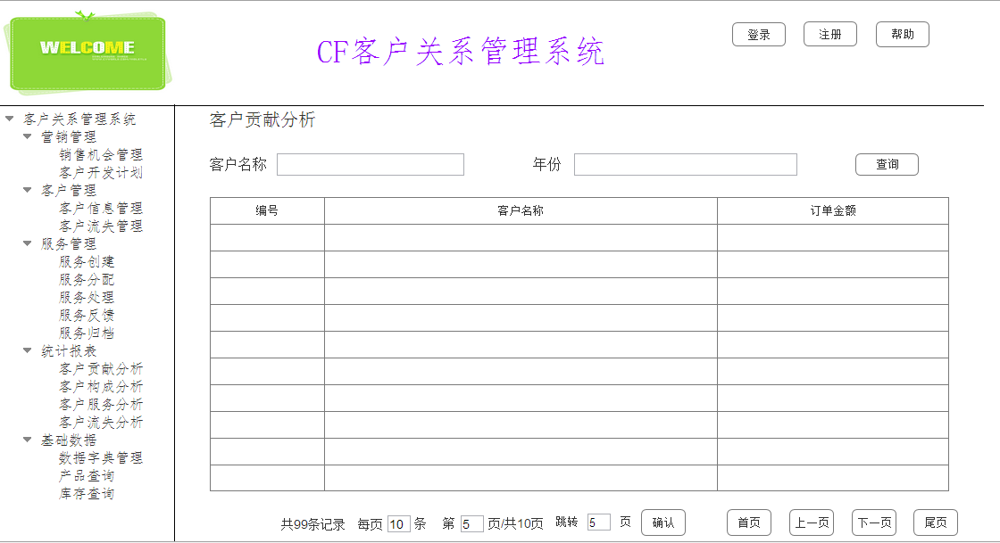 WELCOME
CF客户关系管理系统
登录 注册 帮助
客户关系管理系统
营销管理
销售机会管理
客户开发计划
客户管理
客户信息管理
客户流失管理
服务管理
服务创建
服务分配
服务处理
服务反馈
服务归档
统计报表
客户贡献分析
客户构成分析
客户服务分析
客户流失分析
基础数据
数据字典管理
产品查询
库存查询
客户贡献分析
客户名称 年份 查询
编号 客户名称 订单金额
共99条记录 每页 10 条 第 5 页/共10页 跳转 5 页 确认 首页 上一页 下一页 尾页